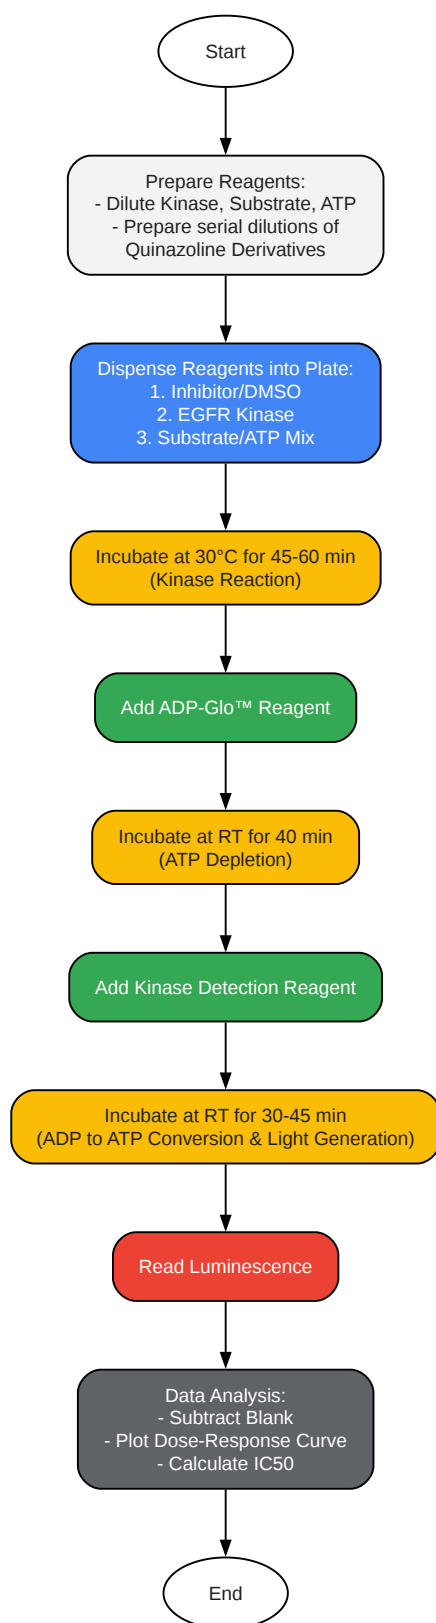 Start
Prepare Reagents:
- Dilute Kinase, Substrate, ATP
- Prepare serial dilutions of
Quinazoline Derivatives
Dispense Reagents into Plate:
1. Inhibitor/DMSO
2. EGFR Kinase
3. Substrate/ATP Mix
Incubate at 30°C for 45-60 min
(Kinase Reaction)
Add ADP-Glo™ Reagent
Incubate at RT for 40 min
(ATP Depletion)
Add Kinase Detection Reagent
Incubate at RT for 30-45 min
(ADP to ATP Conversion & Light Generation)
Read Luminescence
Data Analysis:
- Subtract Blank
- Plot Dose-Response Curve
- Calculate IC50
End